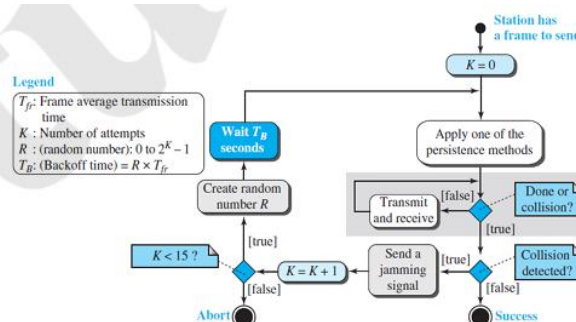 Station has
a frame to send
K = 0
Legend
T_fr: Frame average transmission
time
K : Number of attempts
R : (random number): 0 to 2^K – 1
T_B: (Backoff time) = R × T_fr
Wait T_B
seconds
Apply one of the
persistence methods
Create random
number R
Transmit
and receive
[false]
Done or
collision?
[true]
[true]
K < 15 ?
K = K + 1
Send a
jamming
signal
[true]
Collision
detected?
[false]
[false]
Abort
Success